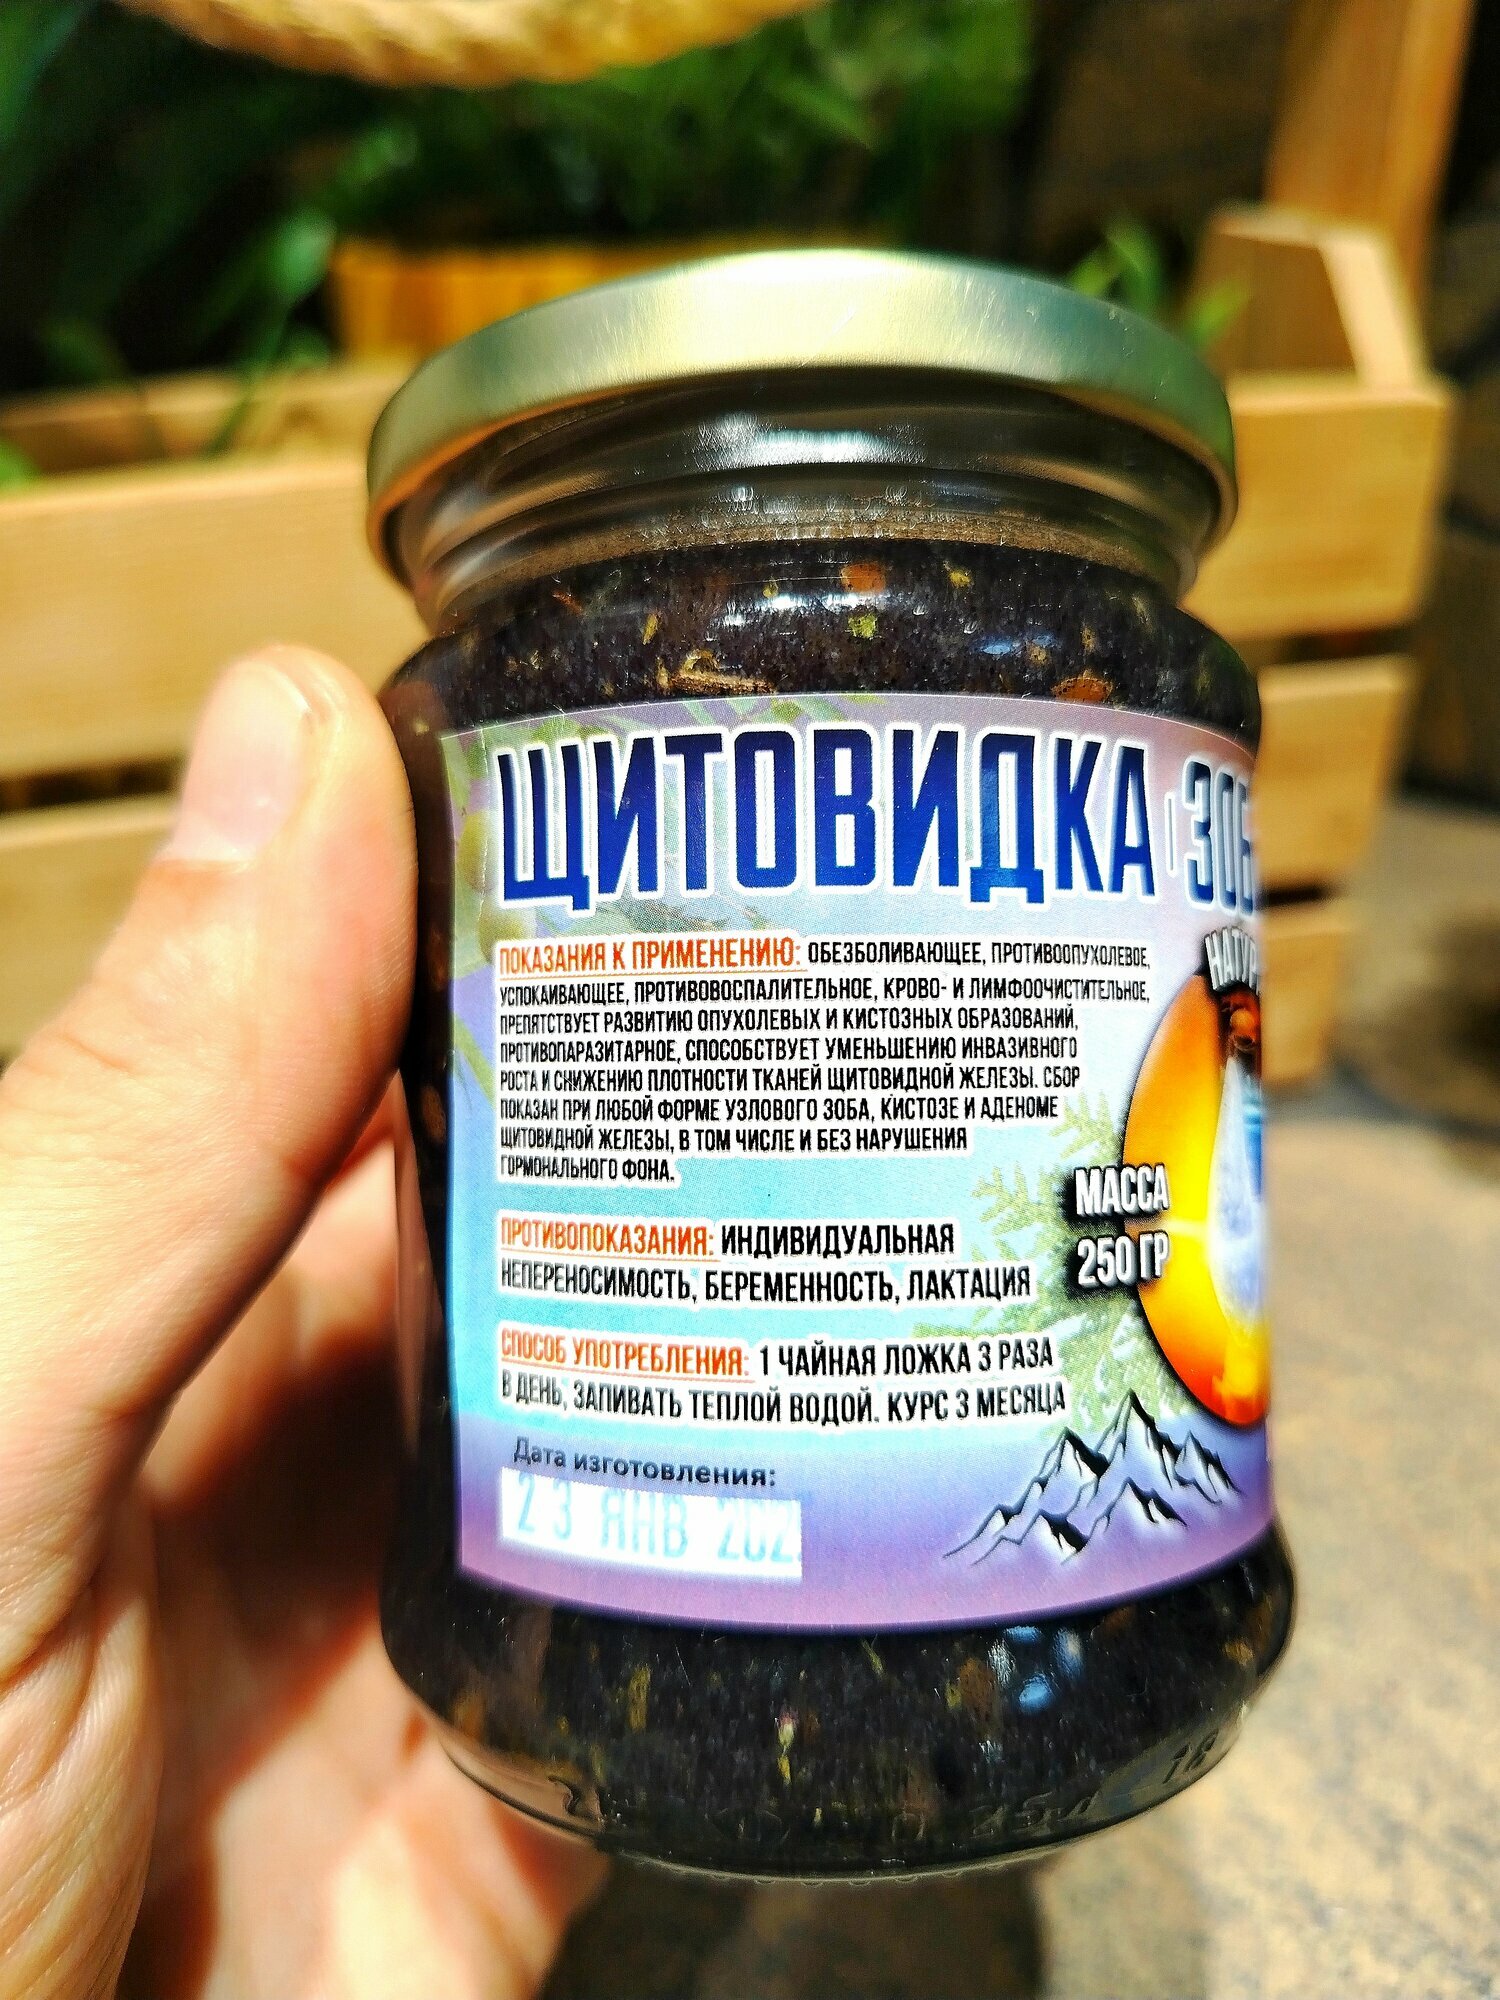 ЩИТОВИДКА
ПОКАЗАНИЯ К ПРИМЕНЕНИЮ: ОБЕЗБОЛИВАЮЩЕЕ, ПРОТИВООПУХОЛЕВОЕ,
УСПОКАИВАЮЩЕЕ, ПРОТИВОВОСПАЛИТЕЛЬНОЕ, КРОВО- И ЛИМФООЧИСТИТЕЛЬНОЕ,
ПРЕПЯТСТВУЕТ РАЗВИТИЮ ОПУХОЛЕВЫХ И КИСТОЗНЫХ ОБРАЗОВАНИЙ,
ПРОТИВОПАРАЗИТАРНОЕ, СПОСОБСТВУЕТ УМЕНЬШЕНИЮ ИНВАЗИВНОГО
РОСТА И СНИЖЕНИЮ ПЛОТНОСТИ ТКАНЕЙ ЩИТОВИДНОЙ ЖЕЛЕЗЫ. СБОР
ПОКАЗАН ПРИ ЛЮБОЙ ФОРМЕ УЗЛОВОГО ЗОБА, КИСТОЗЕ И АДЕНОМЕ
ЩИТОВИДНОЙ ЖЕЛЕЗЫ, В ТОМ ЧИСЛЕ И БЕЗ НАРУШЕНИЯ
ГОРМОНАЛЬНОГО ФОНА.
МАССА
250 ГР
ПРОТИВОПОКАЗАНИЯ: ИНДИВИДУАЛЬНАЯ
НЕПЕРЕНОСИМОСТЬ, БЕРЕМЕННОСТЬ, ЛАКТАЦИЯ
СПОСОБ УПОТРЕБЛЕНИЯ: 1 ЧАЙНАЯ ЛОЖКА 3 РАЗА
В ДЕНЬ, ЗАПИВАТЬ ТЕПЛОЙ ВОДОЙ. КУРС 3 МЕСЯЦА
Дата изготовления:
23 ЯНВ 202